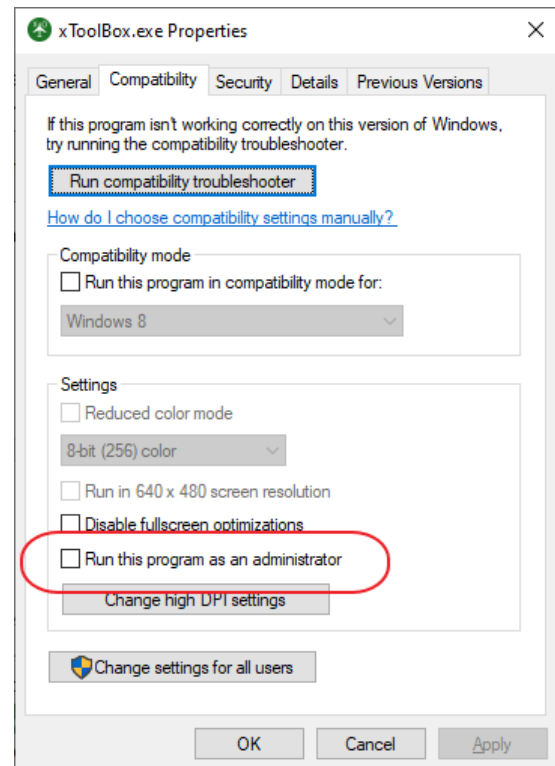 xToolBox.exe Properties
General Compatibility Security Details Previous Versions
If this program isn't working correctly on this version of Windows,
try running the compatibility troubleshooter.
Run compatibility troubleshooter
How do I choose compatibility settings manually?
Compatibility mode
Run this program in compatibility mode for:
Windows 8
Settings
Reduced color mode
8-bit (256) color
Run in 640 x 480 screen resolution
Disable fullscreen optimizations
Run this program as an administrator
Change high DPI settings
Change settings for all users
OK Cancel Apply